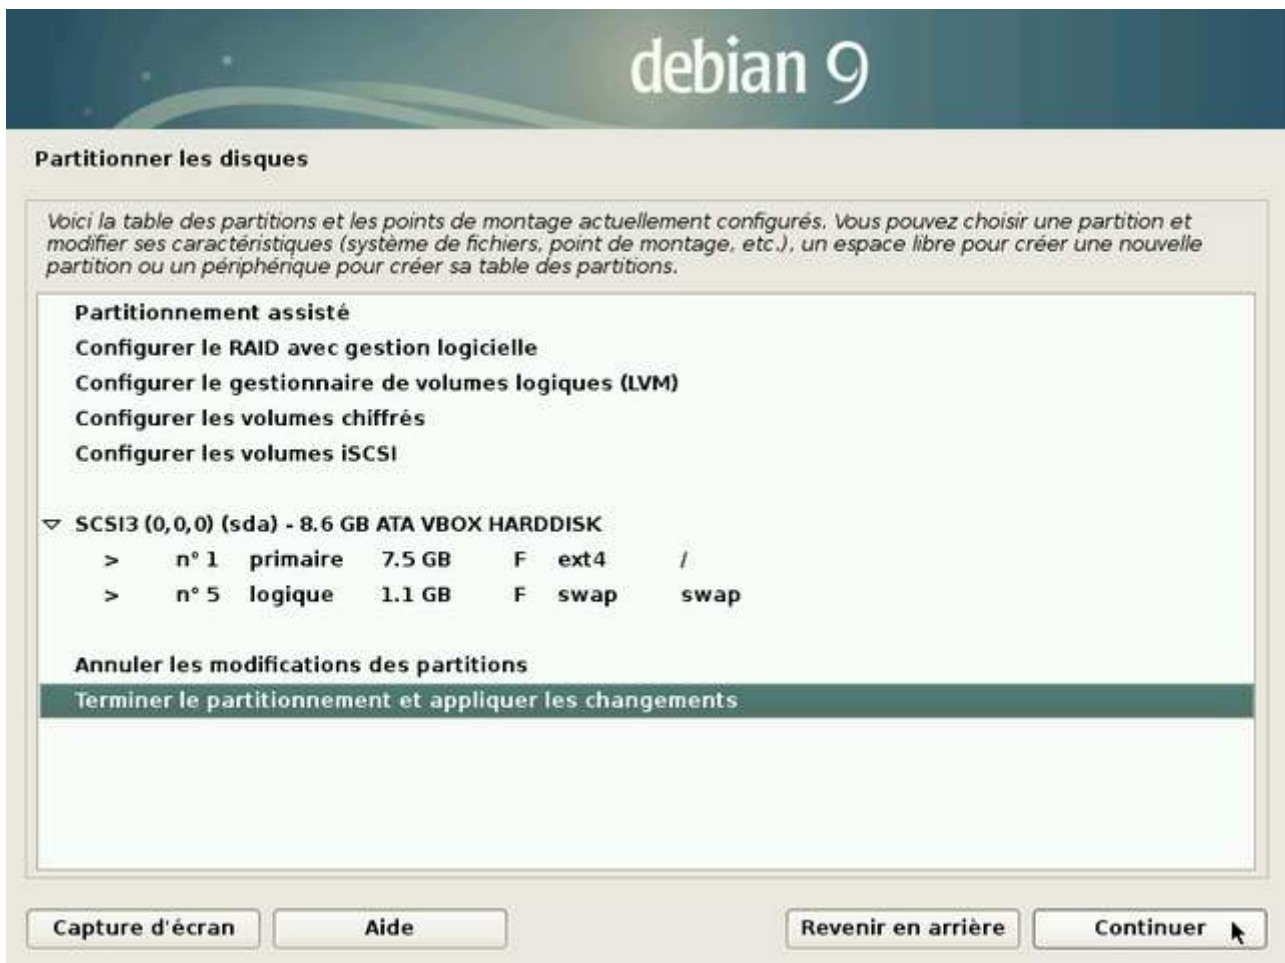 debian 9
Partitionner les disques
Voici la table des partitions et les points de montage actuellement configurés. Vous pouvez choisir une partition et
modifier ses caractéristiques (système de fichiers, point de montage, etc.), un espace libre pour créer une nouvelle
partition ou un périphérique pour créer sa table des partitions.
Partitionnement assisté
Configurer le RAID avec gestion logicielle
Configurer le gestionnaire de volumes logiques (LVM)
Configurer les volumes chiffrés
Configurer les volumes iSCSI
SCSI3 (0,0,0) (sda) - 8.6 GB ATA VBOX HARDDISK
> n° 1 primaire 7.5 GB F ext4 /
> n° 5 logique 1.1 GB F swap swap
Annuler les modifications des partitions
Terminer le partitionnement et appliquer les changements
Capture d'écran Aide Revenir en arrière Continuer